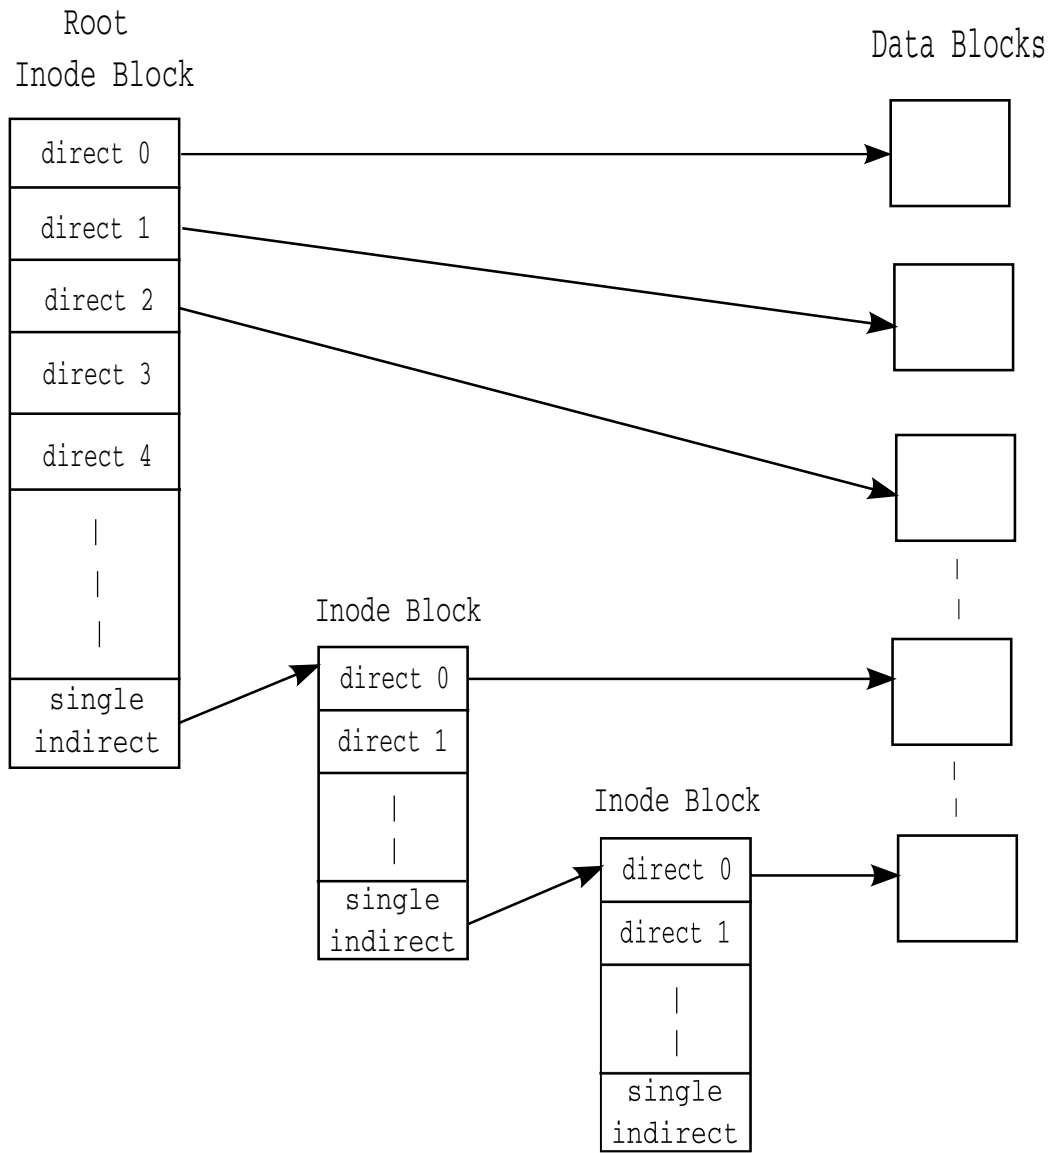 Root
Inode Block
direct 0
direct 1
direct 2
direct 3
direct 4
single
indirect
Inode Block
direct 0
direct 1
single
indirect
Inode Block
direct 0
direct 1
single
indirect
Data Blocks